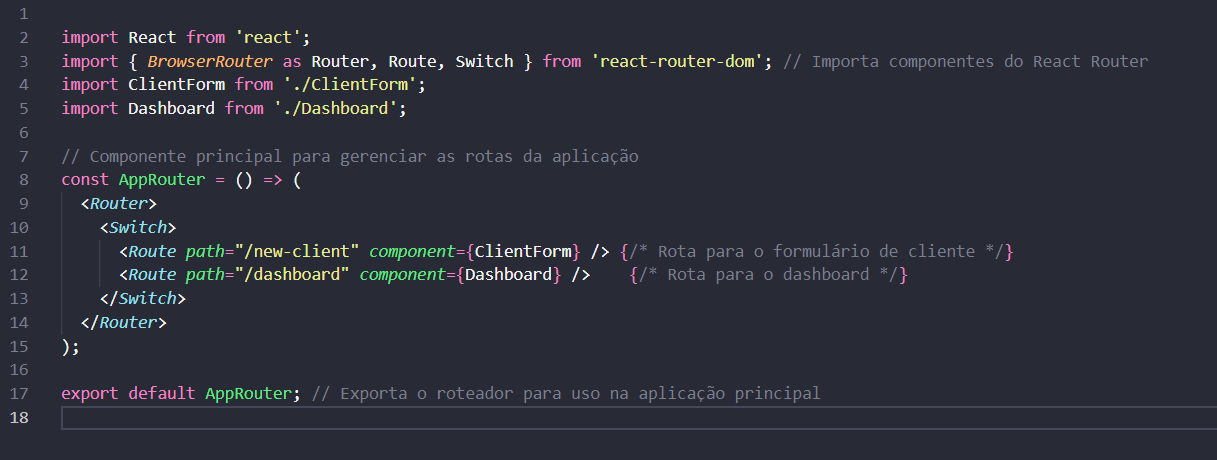 1
2 import React from 'react';
3 import { BrowserRouter as Router, Route, Switch } from 'react-router-dom'; // Importa componentes do React Router
4 import ClientForm from './ClientForm';
5 import Dashboard from './Dashboard';
6
7 // Componente principal para gerenciar as rotas da aplicação
8 const AppRouter = () => (
9 <Router>
10 <Switch>
11 <Route path="/new-client" component={ClientForm} /> {/* Rota para o formulário de cliente */}
12 <Route path="/dashboard" component={Dashboard} /> {/* Rota para o dashboard */}
13 </Switch>
14 </Router>
15 );
16
17 export default AppRouter; // Exporta o roteador para uso na aplicação principal
18